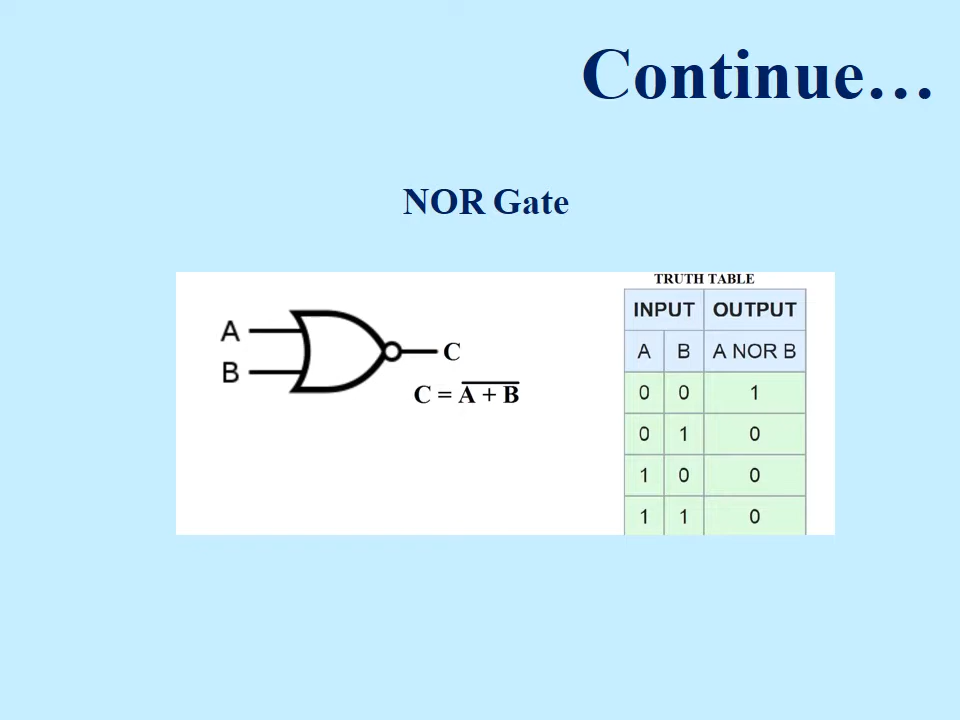 Continue…
NOR Gate
A
B
C
C = A + B
TRUTH TABLE
INPUT OUTPUT
A B A NOR B
0 0 1
0 1 0
1 0 0
1 1 0